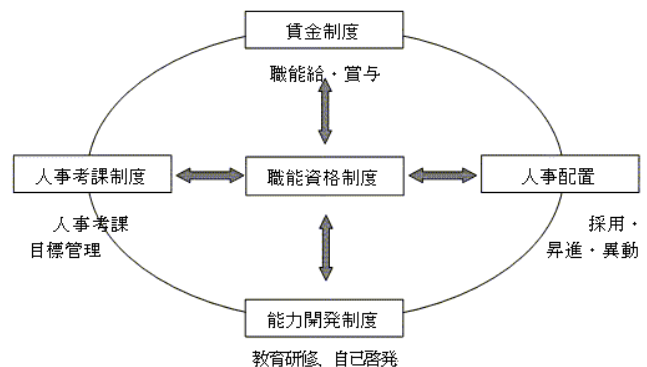 賃金制度
職能給・賞与
人事考課制度
職能資格制度
人事配置
人事考課
目標管理
採用・
昇進・異動
能力開発制度
教育研修、自己啓発